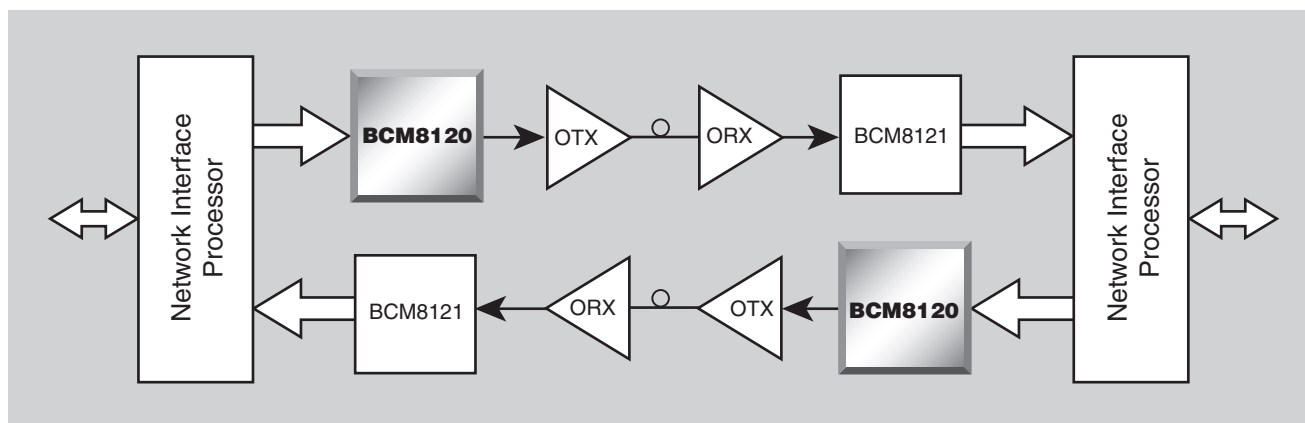 Network Interface
Processor
BCM8120
OTX
ORX
BCM8121
Network Interface
Processor
BCM8121
ORX
OTX
BCM8120